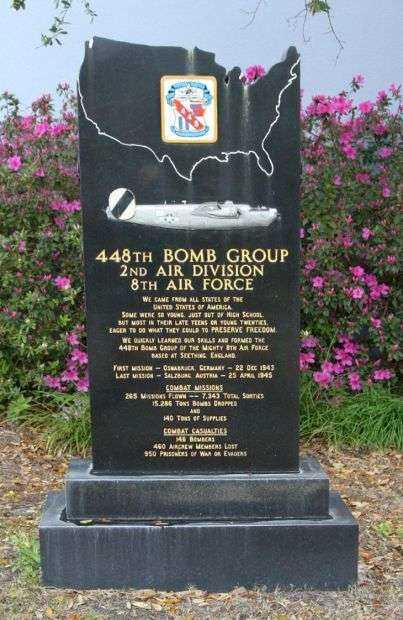 448TH BOMB GROUP
2ND AIR DIVISION
8TH AIR FORCE
WE CAME FROM ALL STATES OF THE
UNITED STATES OF AMERICA.
SOME WERE SO YOUNG, JUST OUT OF HIGH SCHOOL,
BUT MOST IN THEIR LATE TEENS OR YOUNG TWENTIES,
EAGER TO DO WHAT THEY COULD TO PRESERVE FREEDOM.
WE QUICKLY LEARNED OUR SKILLS AND FORMED THE
448TH BOMB GROUP OF THE MIGHTY 8TH AIR FORCE
BASED AT SEETHING, ENGLAND.
FIRST MISSION – OSNABRUCK, GERMANY – 22 DEC 1943
LAST MISSION – SALZBURG, AUSTRIA – 25 APRIL 1945
COMBAT MISSIONS
265 MISSIONS FLOWN –– 7,343 TOTAL SORTIES
15,286 TONS BOMBS DROPPED
AND
140 TONS OF SUPPLIES
COMBAT CASUALTIES
146 BOMBERS
460 AIRCREW MEMBERS LOST
950 PRISONERS OF WAR OR EVADERS